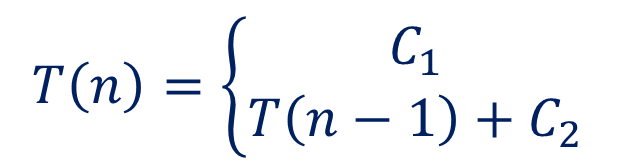 T(n) = { C₁
T(n − 1) + C₂